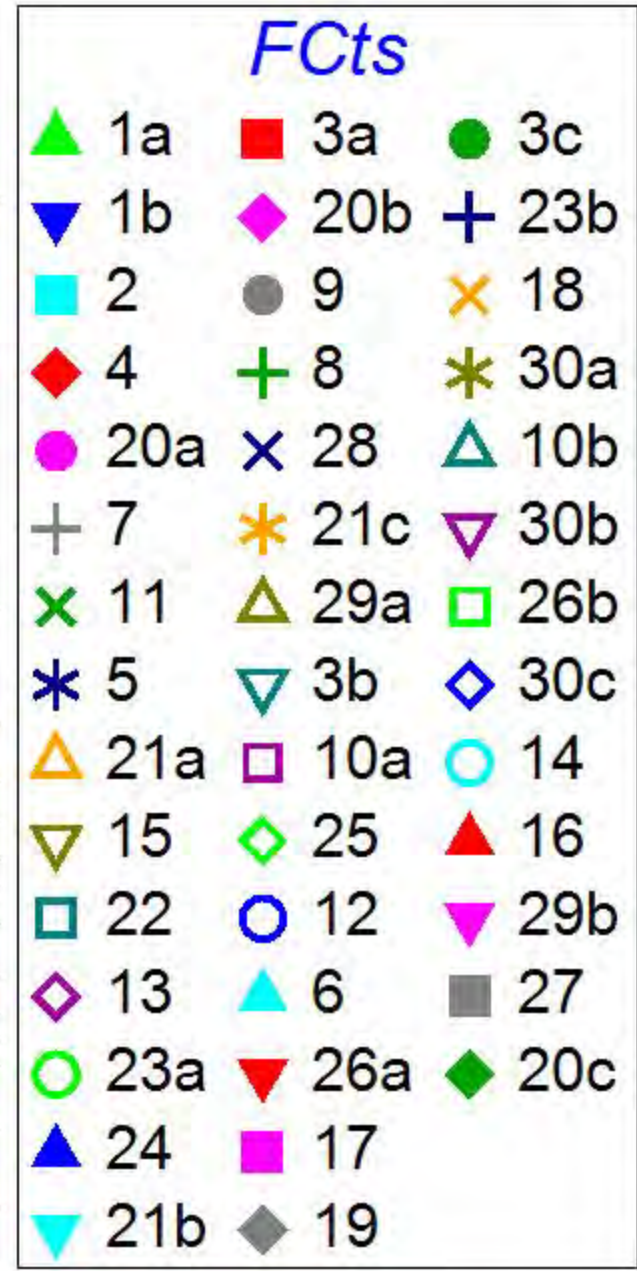 FCts
1a 3a 3c
1b 20b 23b
2 9 18
4 8 30a
20a 28 10b
7 21c 30b
11 29a 26b
5 3b 30c
21a 10a 14
15 25 16
22 12 29b
13 6 27
23a 26a 20c
24 17
21b 19